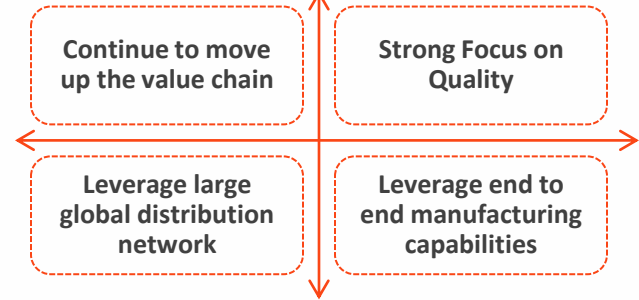 Continue to move
up the value chain
Strong Focus on
Quality
Leverage large
global distribution
network
Leverage end to
end manufacturing
capabilities